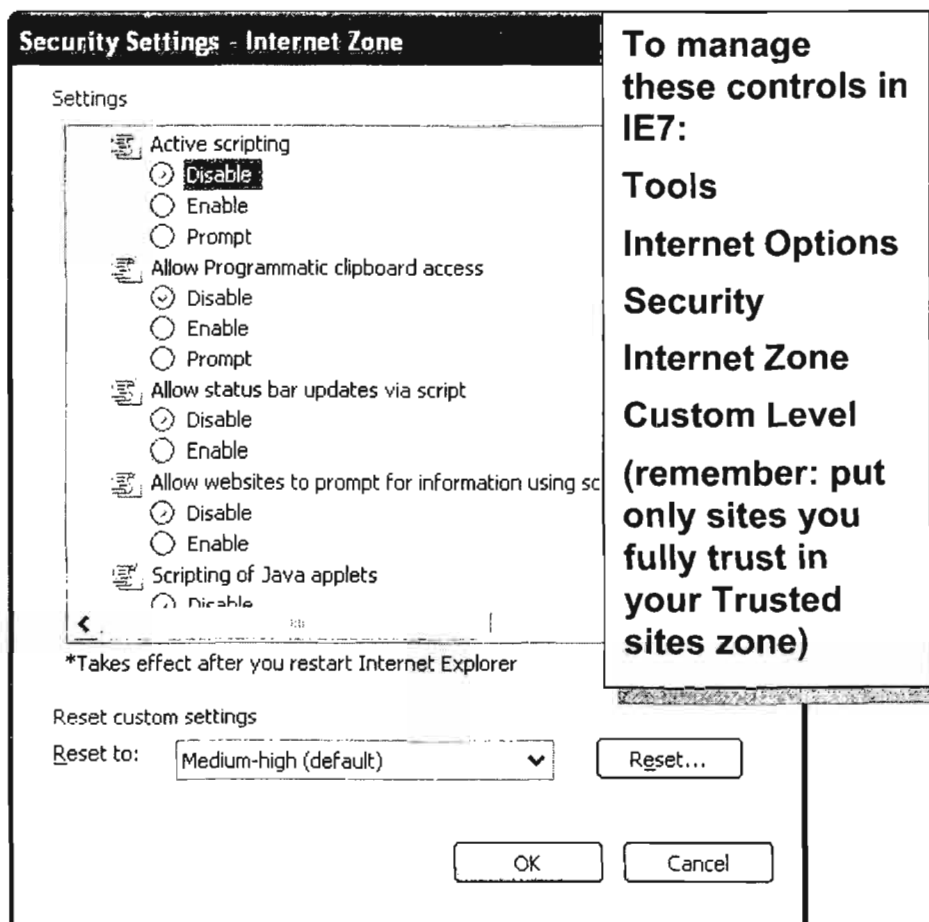 Security Settings - Internet Zone
Settings
Active scripting
Disable
Enable
Prompt
Allow Programmatic clipboard access
Disable
Enable
Prompt
Allow status bar updates via script
Disable
Enable
Allow websites to prompt for information using sc
Disable
Enable
Scripting of Java applets
Disable
*Takes effect after you restart Internet Explorer
Reset custom settings
Reset to:
Medium-high (default)
Reset...
OK
Cancel
To manage
these controls in
IE7:
Tools
Internet Options
Security
Internet Zone
Custom Level
(remember: put
only sites you
fully trust in
your Trusted
sites zone)